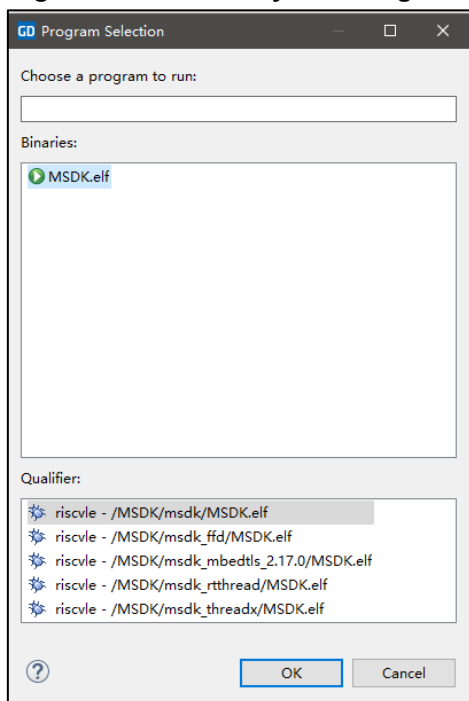 GD Program Selection
Choose a program to run:
Binaries:
MSDK.elf
Qualifier:
riscvle - /MSDK/msdk/MSDK.elf
riscvle - /MSDK/msdk_ffd/MSDK.elf
riscvle - /MSDK/msdk_mbedtls_2.17.0/MSDK.elf
riscvle - /MSDK/msdk_rtthread/MSDK.elf
riscvle - /MSDK/msdk_threadx/MSDK.elf
? OK Cancel